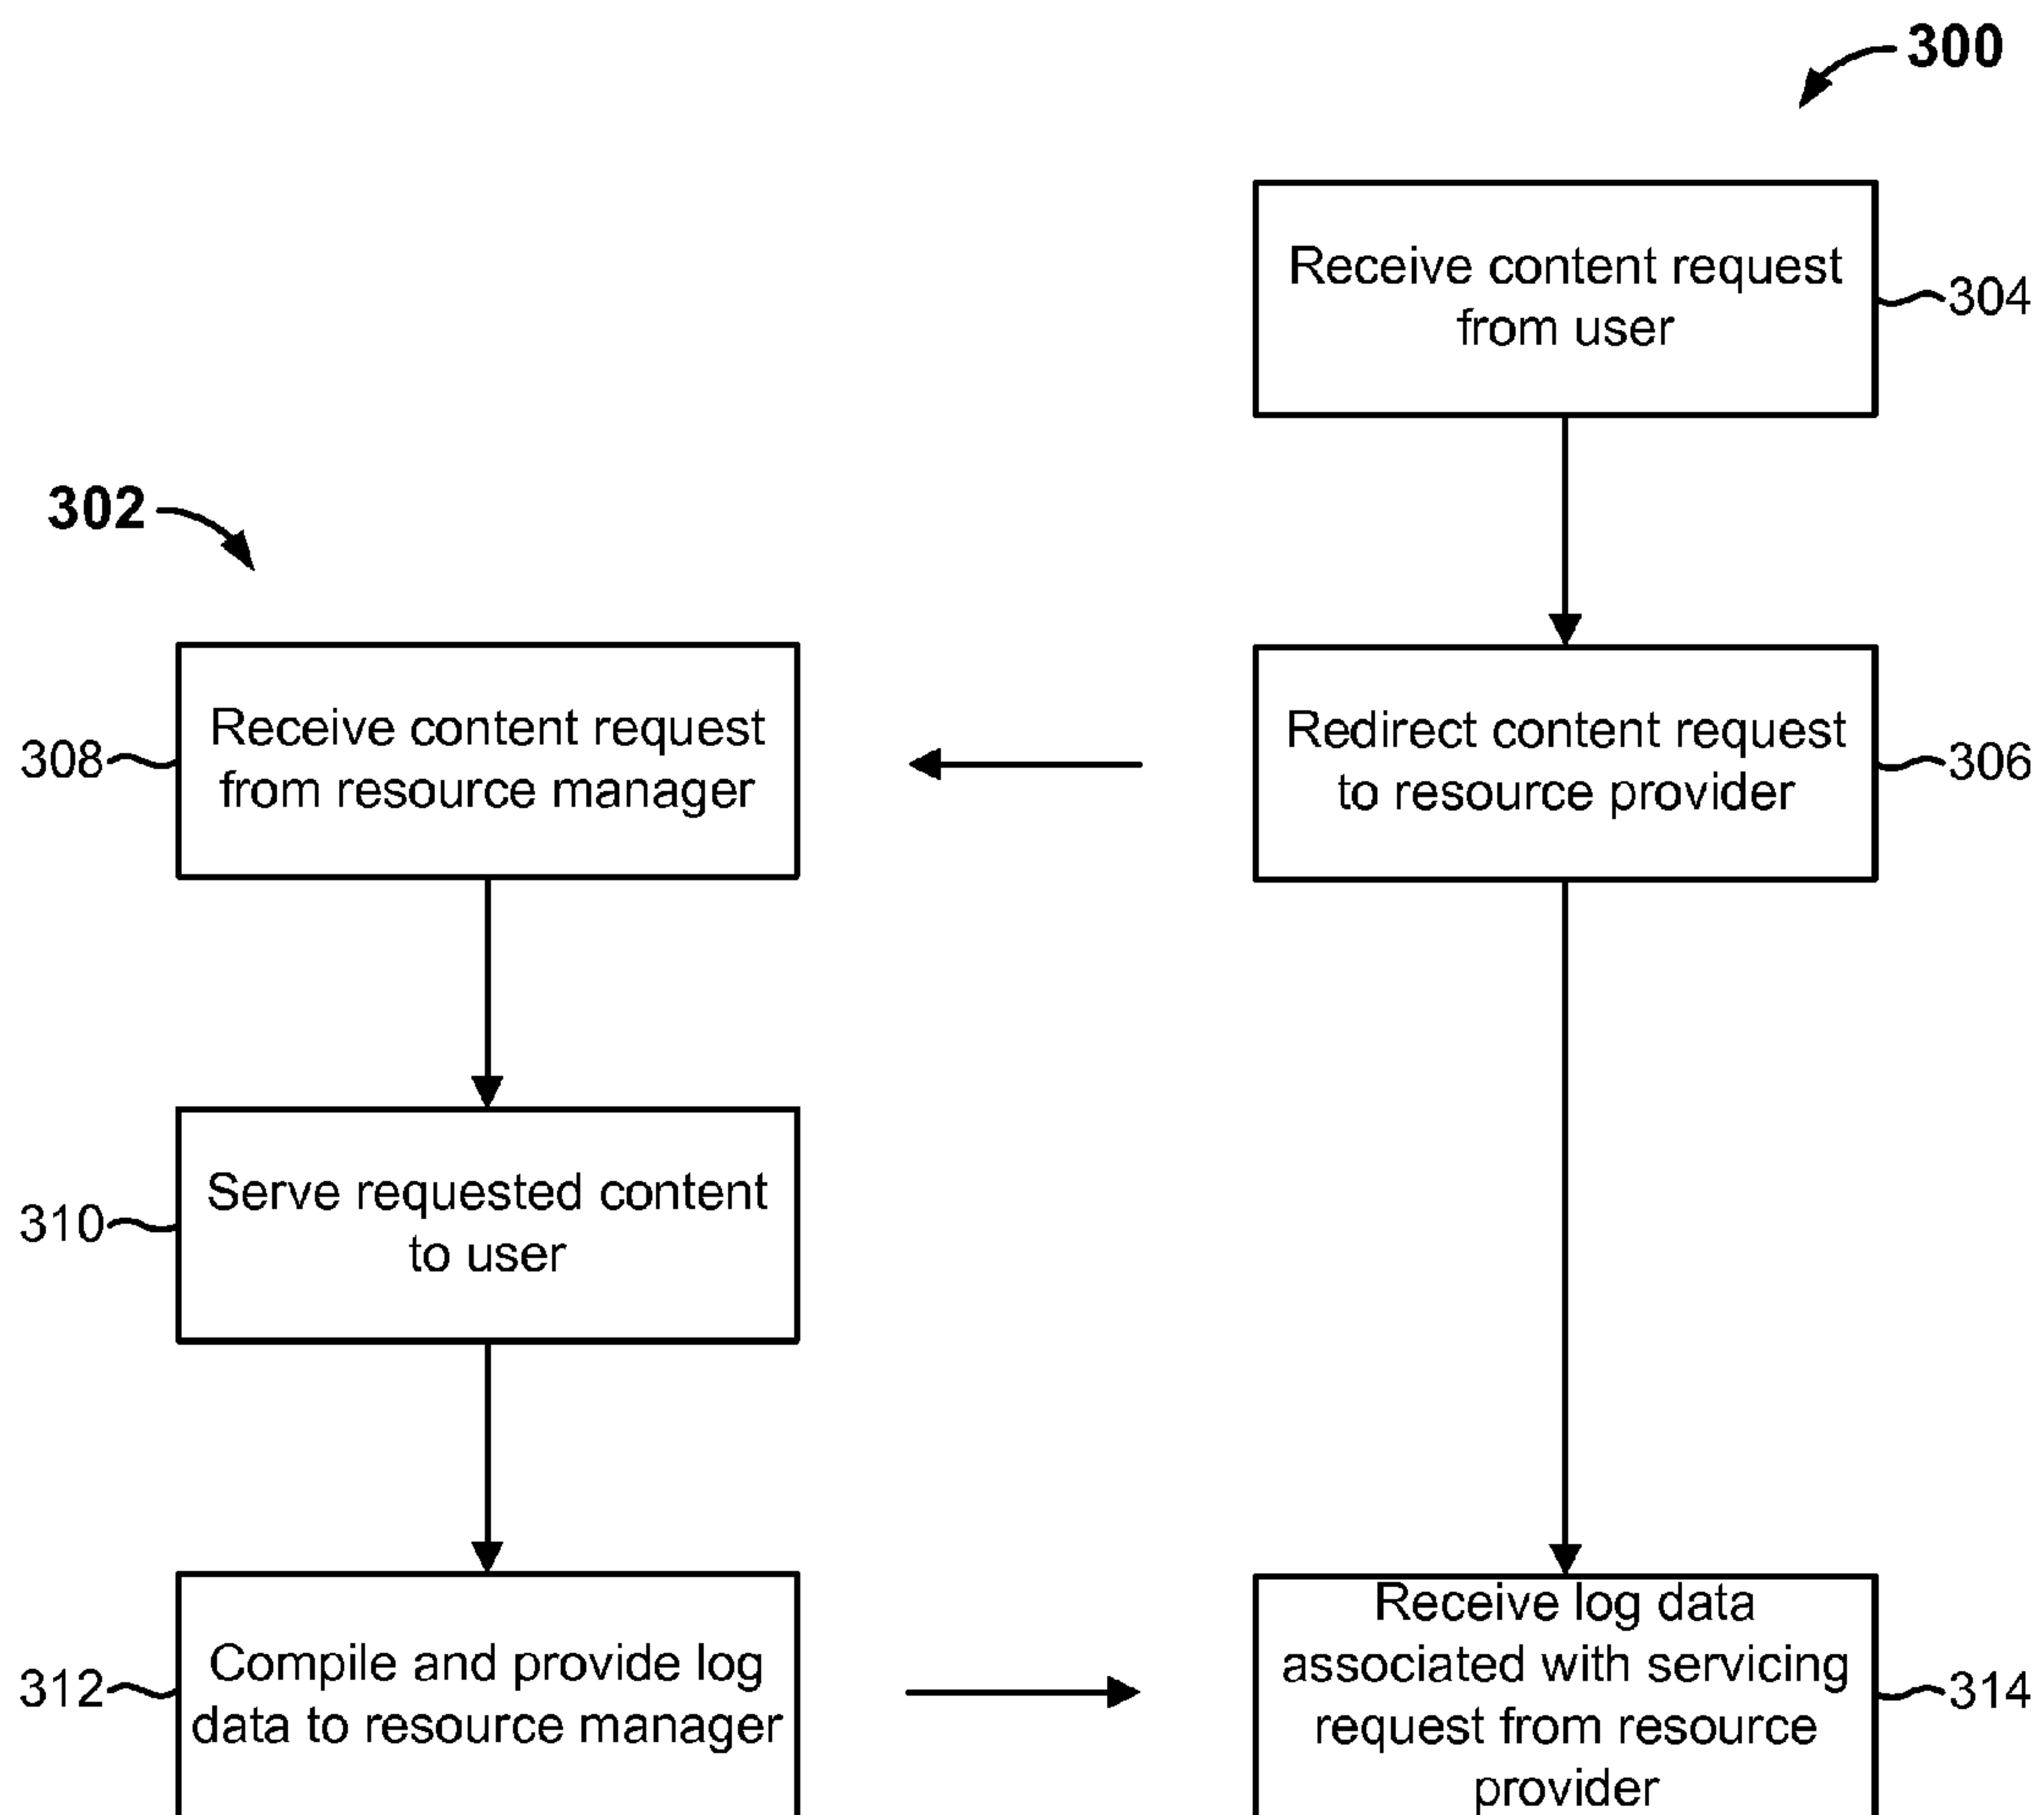 300
Receive content request
from user
304
302
Receive content request
from resource manager
308
Redirect content request
to resource provider
306
Serve requested content
to user
310
Compile and provide log
data to resource manager
312
Receive log data
associated with servicing
request from resource
provider
314